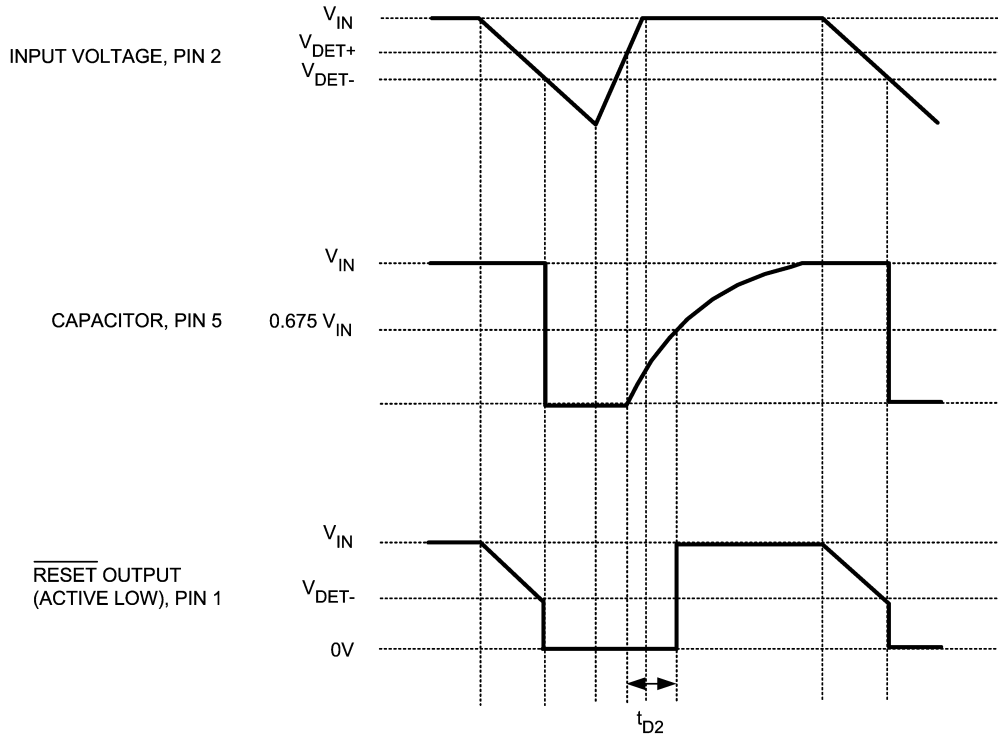 V_IN
V_DET+
INPUT VOLTAGE, PIN 2
V_DET-
V_IN
CAPACITOR, PIN 5 0.675 V_IN
V_IN
RESET OUTPUT
V_DET-
(ACTIVE LOW), PIN 1
0V
t_D2